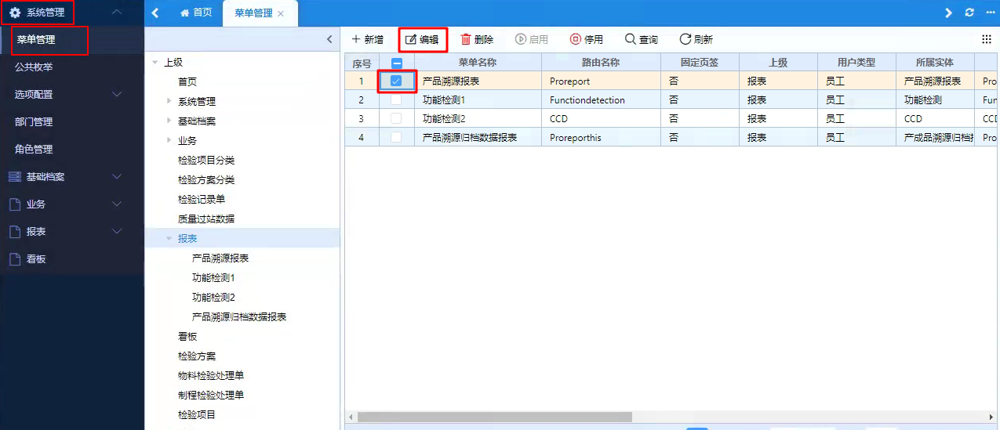 系统管理
菜单管理
公共枚举
选项配置
部门管理
角色管理
基础档案
业务
报表
看板
首页 菜单管理
上级
首页
系统管理
基础档案
业务
检验项目分类
检验方案分类
检验记录单
质量过站数据
报表
产品溯源报表
功能检测1
功能检测2
产品溯源归档数据报表
看板
检验方案
物料检验处理单
制程检验处理单
检验项目
新增 编辑 删除 启用 停用 查询 刷新
序号 菜单名称 路由名称 固定页签 上级 用户类型 所属实体
1 产品溯源报表 Proreport 否 报表 员工 产品溯源报表 Pro
2 功能检测1 Functiondetection 否 报表 员工 功能检测 Fun
3 功能检测2 CCD 否 报表 员工 CCD CCD
4 产品溯源归档数据报表 Proreporthis 否 报表 员工 产成品溯源归档 Pro